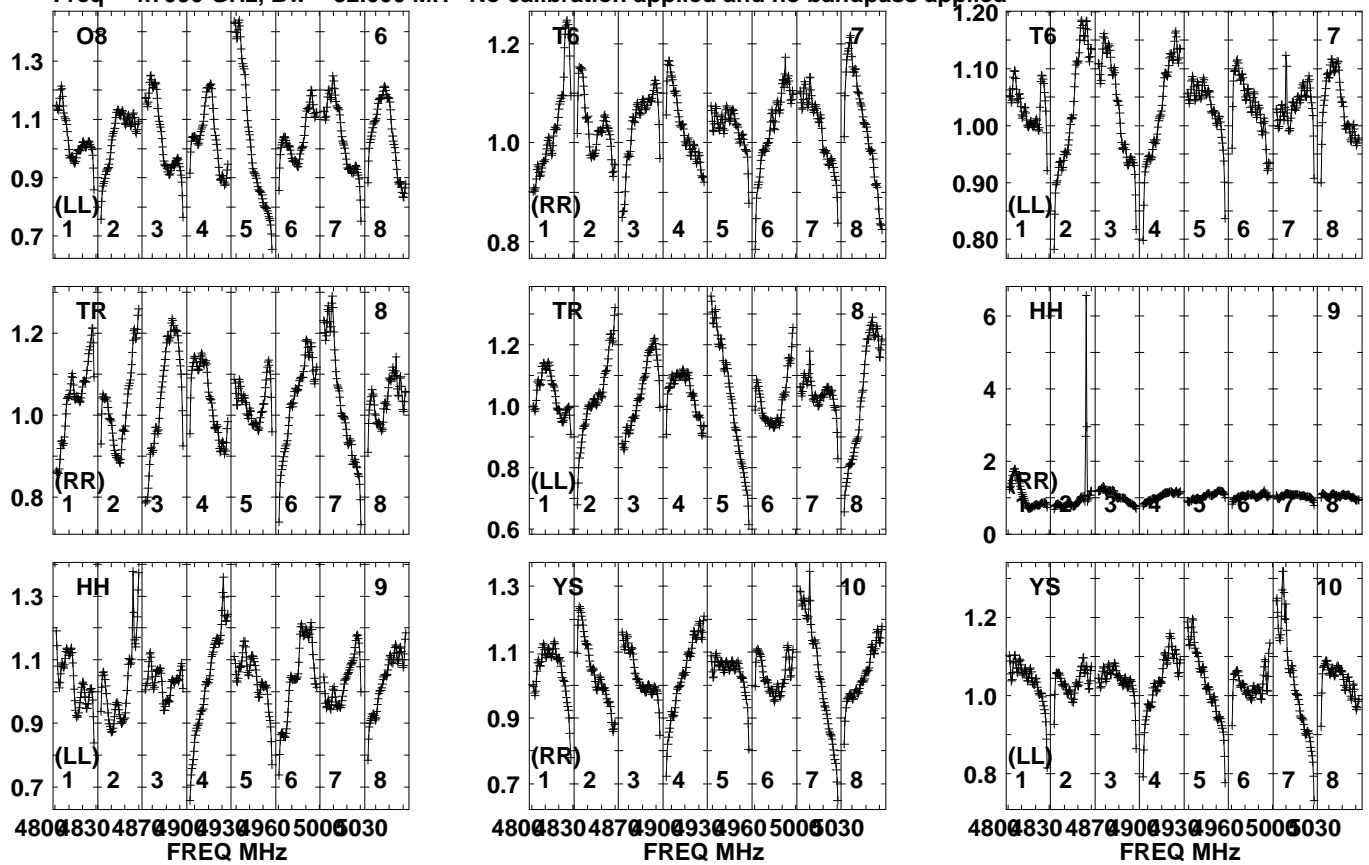 No calibration applied and no bandpass applied
O8 6 T6 7 T6 7
1.3 1.2 1.20
1.1 1.0 1.10
0.9 0.8 1.00
0.7 0.90
0.80
(LL) (RR) (LL)
1 2 3 4 5 6 7 8 1 2 3 4 5 6 7 8 1 2 3 4 5 6 7 8
TR 8 TR 8 HH 9
1.2 1.2 6
1.0 1.0 4
0.8 0.8 2
0.6 0
(RR) (LL) (RR)
1 2 3 4 5 6 7 8 1 2 3 4 5 6 7 8 1 2 3 4 5 6 7 8
HH 9 YS 10 YS 10
1.3 1.3 1.2
1.1 1.1 1.0
0.9 0.9 0.8
0.7 0.7
(LL) (RR) (LL)
1 2 3 4 5 6 7 8 1 2 3 4 5 6 7 8 1 2 3 4 5 6 7 8
4800 4830 4870 4900 4930 4960 5000 5030 4800 4830 4870 4900 4930 4960 5000 5030 4800 4830 4870 4900 4930 4960 5000 5030
FREQ MHz FREQ MHz FREQ MHz